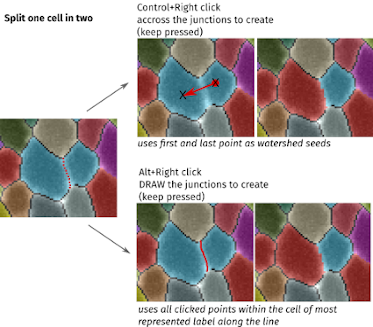 Split one cell in two
Control+Right click
accross the junctions to create
(keep pressed)
uses first and last point as watershed seeds
Alt+Right click
DRAW the junctions to create
(keep pressed)
uses all clicked points within the cell of most
represented label along the line